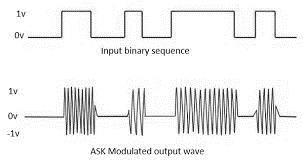 1v
0v
Input binary sequence
1v
0v
-1v
ASK Modulated output wave